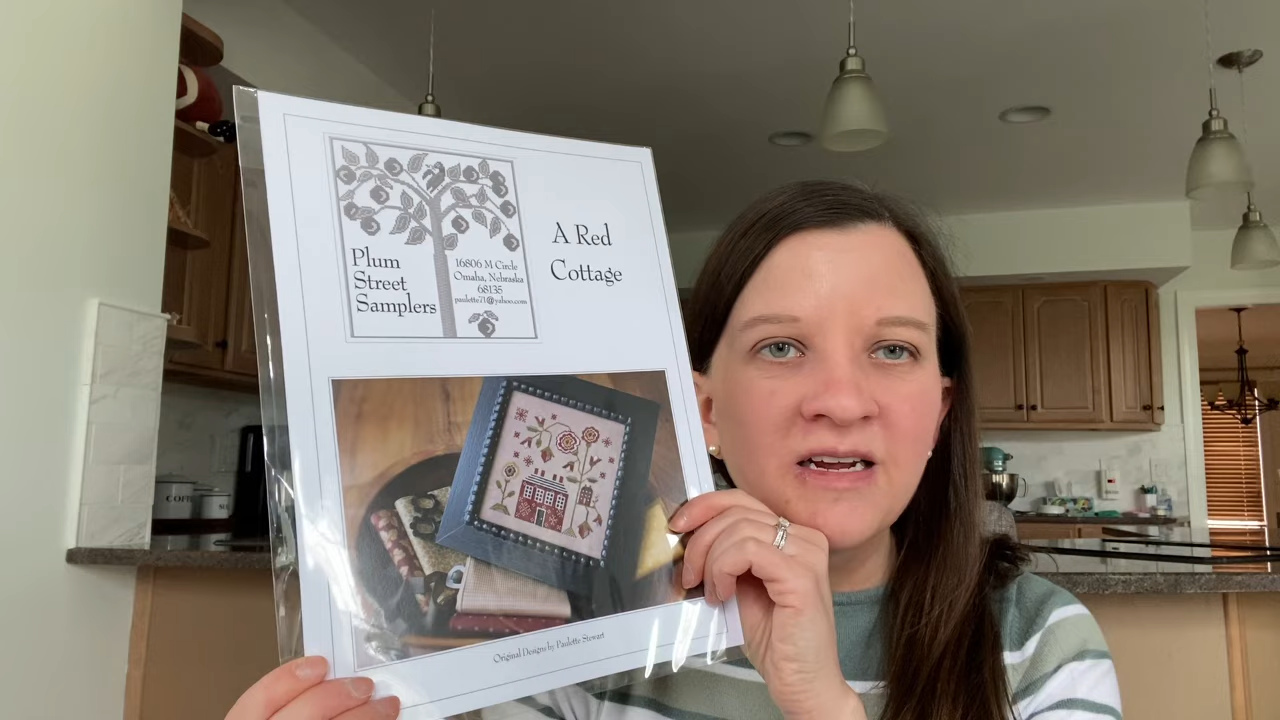 Plum
Street
Samplers
16806 M Circle
Omaha, Nebraska
68135
paulette71@yahoo.com
A Red
Cottage
Original Designs by Paulette Stewart